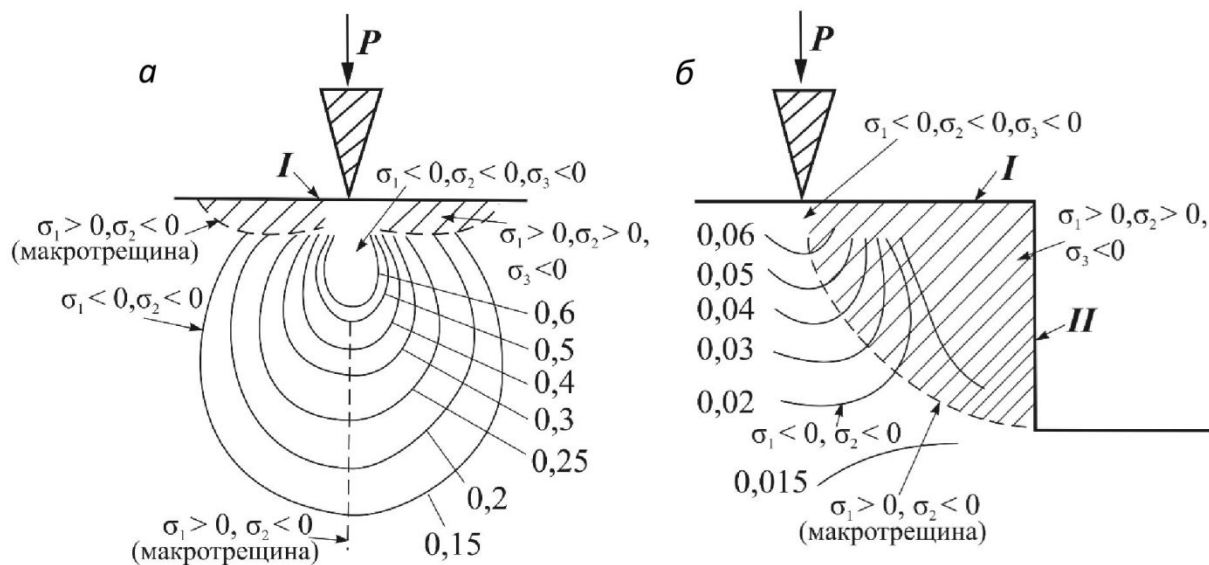 а
P
I
σ₁ < 0,σ₂ < 0,σ₃ <0
σ₁ > 0,σ₂< 0
(макротрещина)
σ₁ > 0,σ₂ > 0,
σ₃ <0
σ₁ < 0,σ₂< 0
0,6
0,5
0,4
0,3
0,25
0,2
0,15
σ₁ > 0, σ₂ < 0
(макротрещина)
б
P
σ₁ < 0,σ₂ < 0,σ₃ < 0
I
σ₁ > 0,σ₂ > 0,
σ₃ <0
0,06
0,05
0,04
0,03
0,02
II
σ₁ < 0, σ₂ < 0
0,015
σ₁ > 0, σ₂ < 0
(макротрещина)